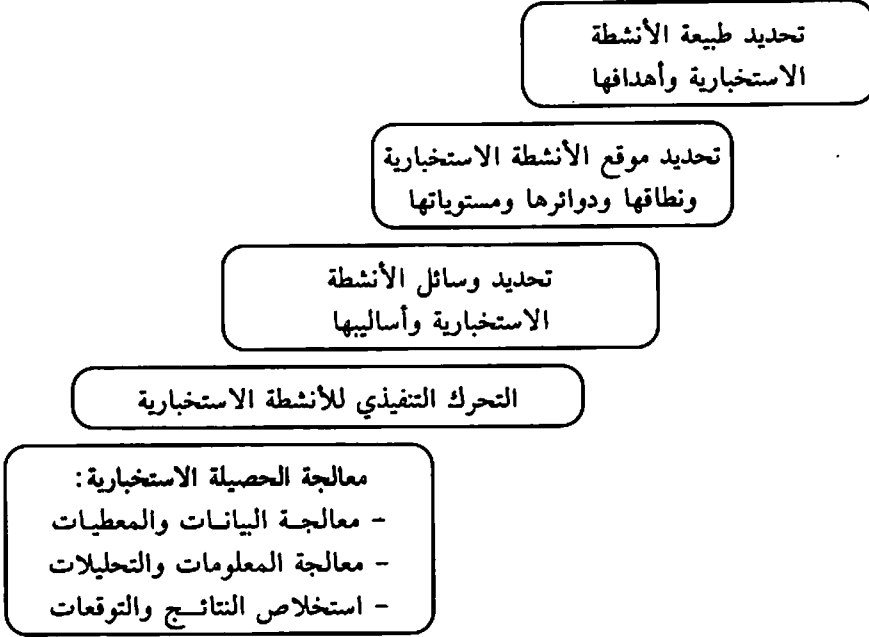 تحديد طبيعة الأنشطة
الاستخبارية وأهدافها
تحديد موقع الأنشطة الاستخبارية
ونطاقها ودوائرها ومستوياتها
تحديد وسائل الأنشطة
الاستخبارية وأساليبها
التحرك التنفيذي للأنشطة الاستخبارية
معالجة الحصيلة الاستخبارية:
- معالجة البيانات والمعطيات
- معالجة المعلومات والتحليلات
- استخلاص النتائج والتوقعات